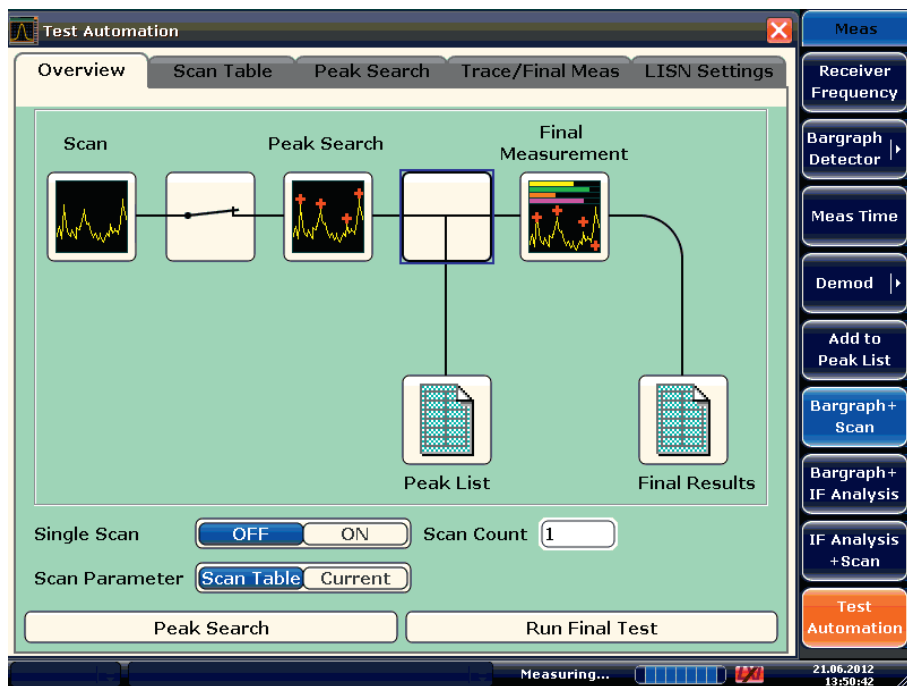 Test Automation
Meas
Overview
Scan Table
Peak Search
Trace/Final Meas
LISN Settings
Scan
Peak Search
Final
Measurement
Peak List
Final Results
Single Scan
OFF
ON
Scan Count
1
Scan Parameter
Scan Table
Current
Peak Search
Run Final Test
Receiver
Frequency
Bargraph
Detector
Meas Time
Demod
Add to
Peak List
Bargraph+
Scan
Bargraph+
IF Analysis
IF Analysis
+Scan
Test
Automation
Measuring...
LXI
21.06.2012
13:50:42